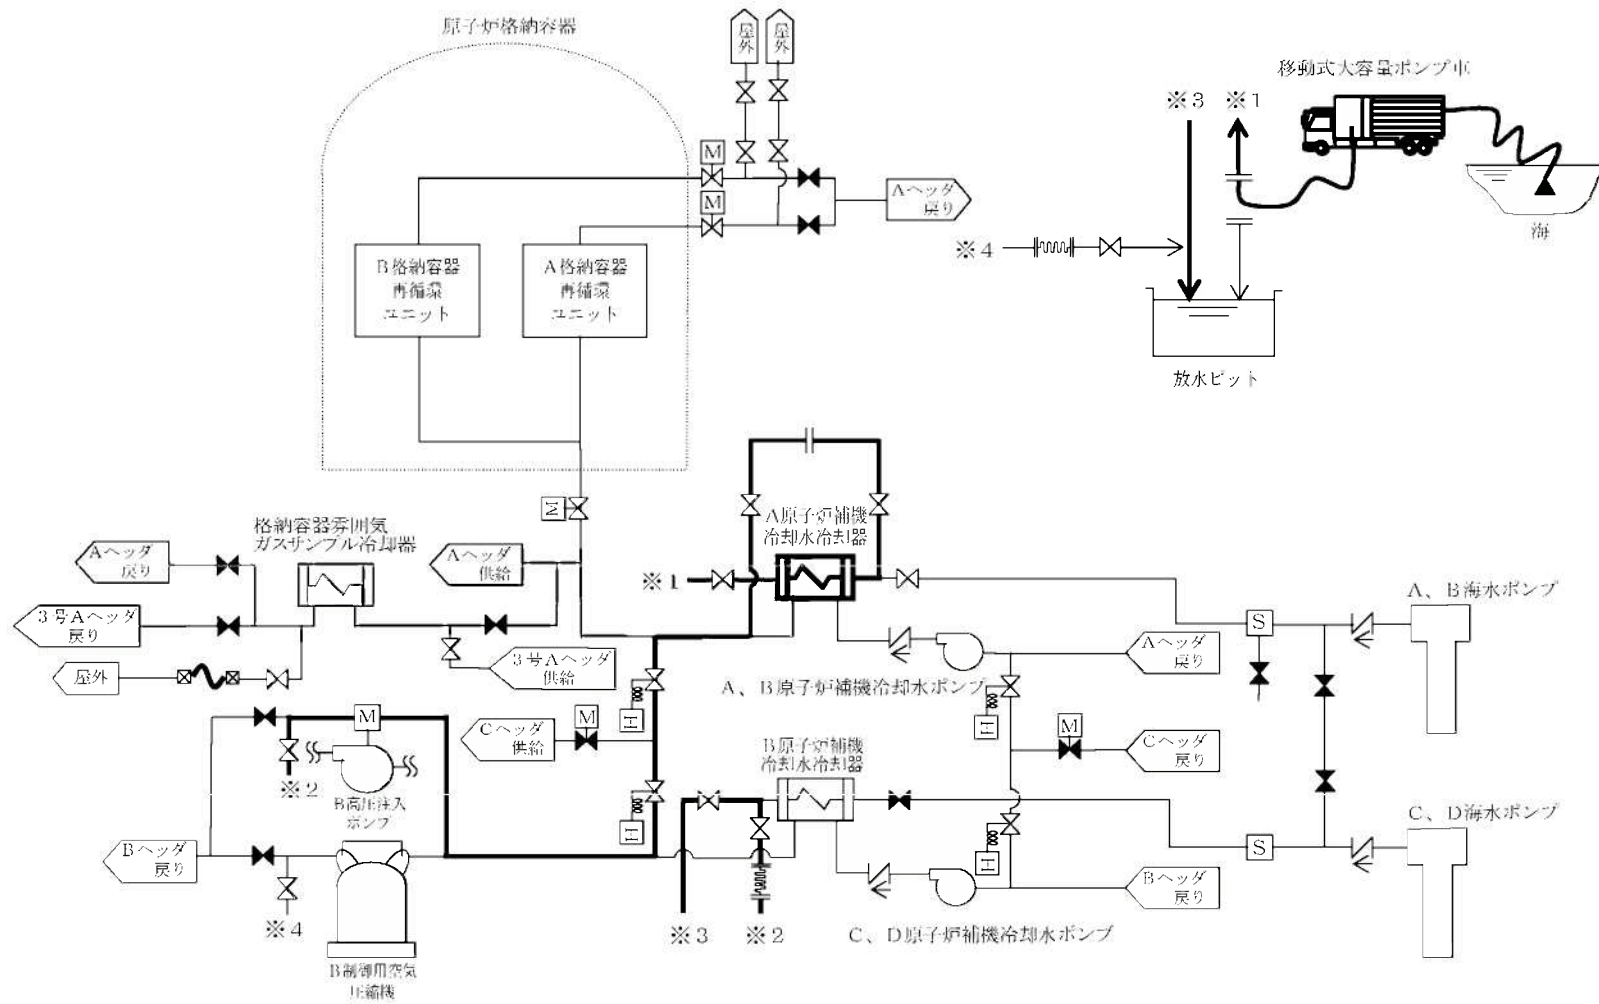 原子炉格納容器
屋外
屋外
移動式大容量ポンプ車
※3
※1
M
M
Aヘッダ
戻り
※4
海
B格納容器
再循環
ユニット
A格納容器
再循環
ユニット
放水ピット
M
格納容器雰囲気
ガスサンプル冷却器
Aヘッダ
戻り
Aヘッダ
供給
A原子炉補機
冷却水冷却器
※1
A、B海水ポンプ
3号Aヘッダ
戻り
S
3号Aヘッダ
供給
Aヘッダ
戻り
屋外
A、B原子炉補機冷却水ポンプ
H
H
M
M
Cヘッダ
供給
M
Cヘッダ
戻り
B原子炉補機
冷却水冷却器
※2
B高圧注入
ポンプ
H
C、D海水ポンプ
H
S
Bヘッダ
戻り
Bヘッダ
戻り
※4
※3
※2
C、D原子炉補機冷却水ポンプ
B制御用空気
圧縮機